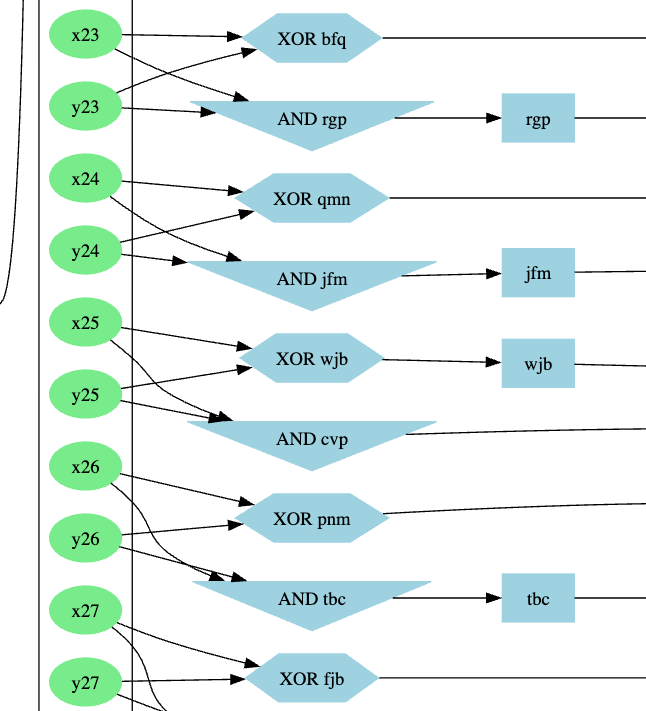 x23
XOR bfq
y23
AND rgp
rgp
x24
XOR qmn
y24
AND jfm
jfm
x25
XOR wjb
wjb
y25
AND cvp
x26
XOR pnm
y26
AND tbc
tbc
x27
XOR fjb
y27